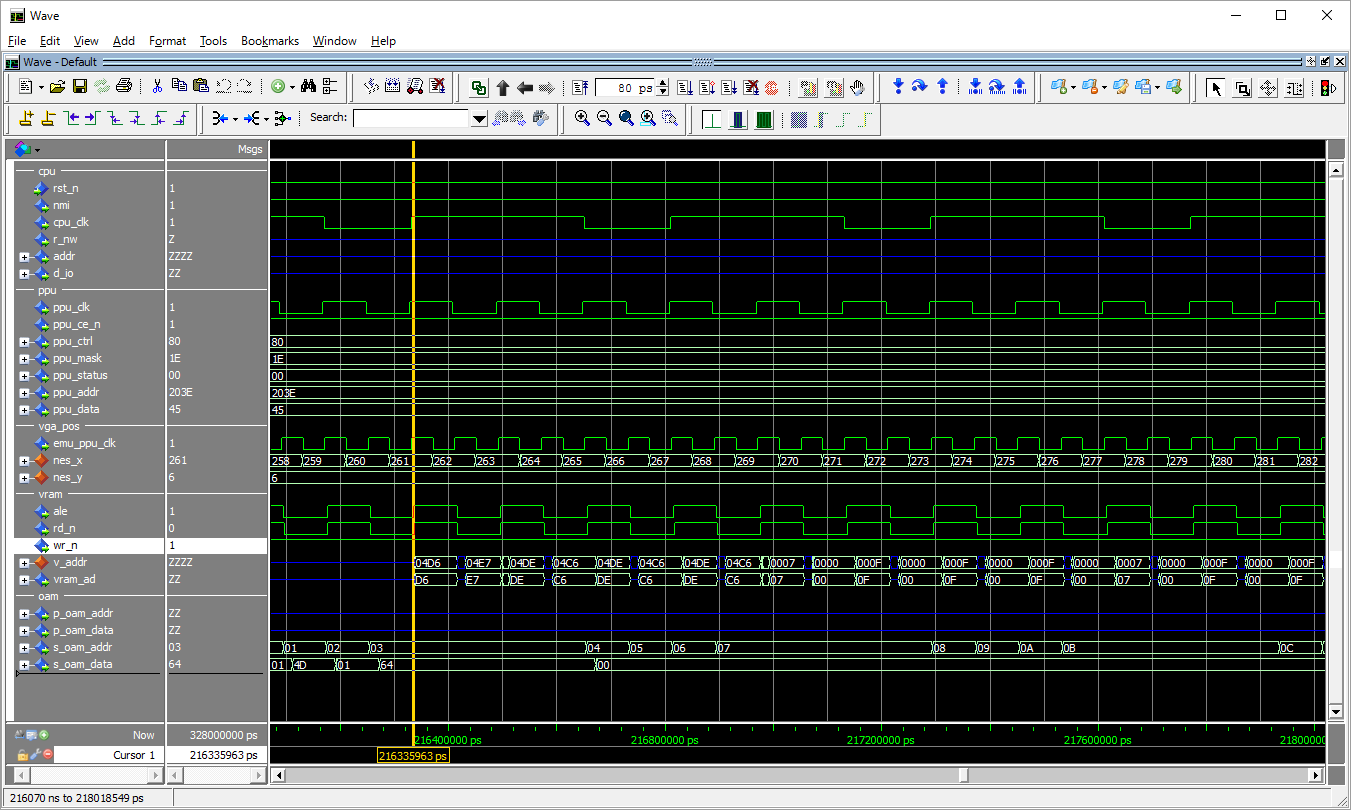 Wave
File Edit View Add Format Tools Bookmarks Window Help
Wave - Default
80 ps
Search:
Msgs
cpu
rst_n 1
nmi 1
cpu_clk 1
r_nw Z
addr ZZZZ
d_io ZZ
ppu
ppu_clk 1
ppu_ce_n 1
ppu_ctrl 80 80
ppu_mask 1E 1E
ppu_status 00 00
ppu_addr 203E 203E
ppu_data 45 45
vga_pos
emu_ppu_clk 1
nes_x 261 258 259 260 261 262 263 264 265 266 267 268 269 270 271 272 273 274 275 276 277 278 279 280 281 282
nes_y 6 6
vram
ale 1
rd_n 0
wr_n 1
v_addr ZZZZ 04D6 04E7 04DE 04C6 04DE 04C6 04DE 04C6 0007 0000 000F 0000 000F 0000 000F 0000 0007 0000 000F 0000 000F
vram_ad ZZ D6 E7 DE C6 DE C6 DE C6 07 00 0F 00 0F 00 0F 00 07 00 0F 00 0F
oam
p_oam_addr ZZ
p_oam_data ZZ
s_oam_addr 03 01 02 03 04 05 06 07 08 09 0A 0B 0C
s_oam_data 64 01 4D 01 64 00
Now 328000000 ps 216400000 ps 216800000 ps 217200000 ps 217600000 ps 21800000
Cursor 1 216335963 ps 216335963 ps
216070 ns to 218018549 ps